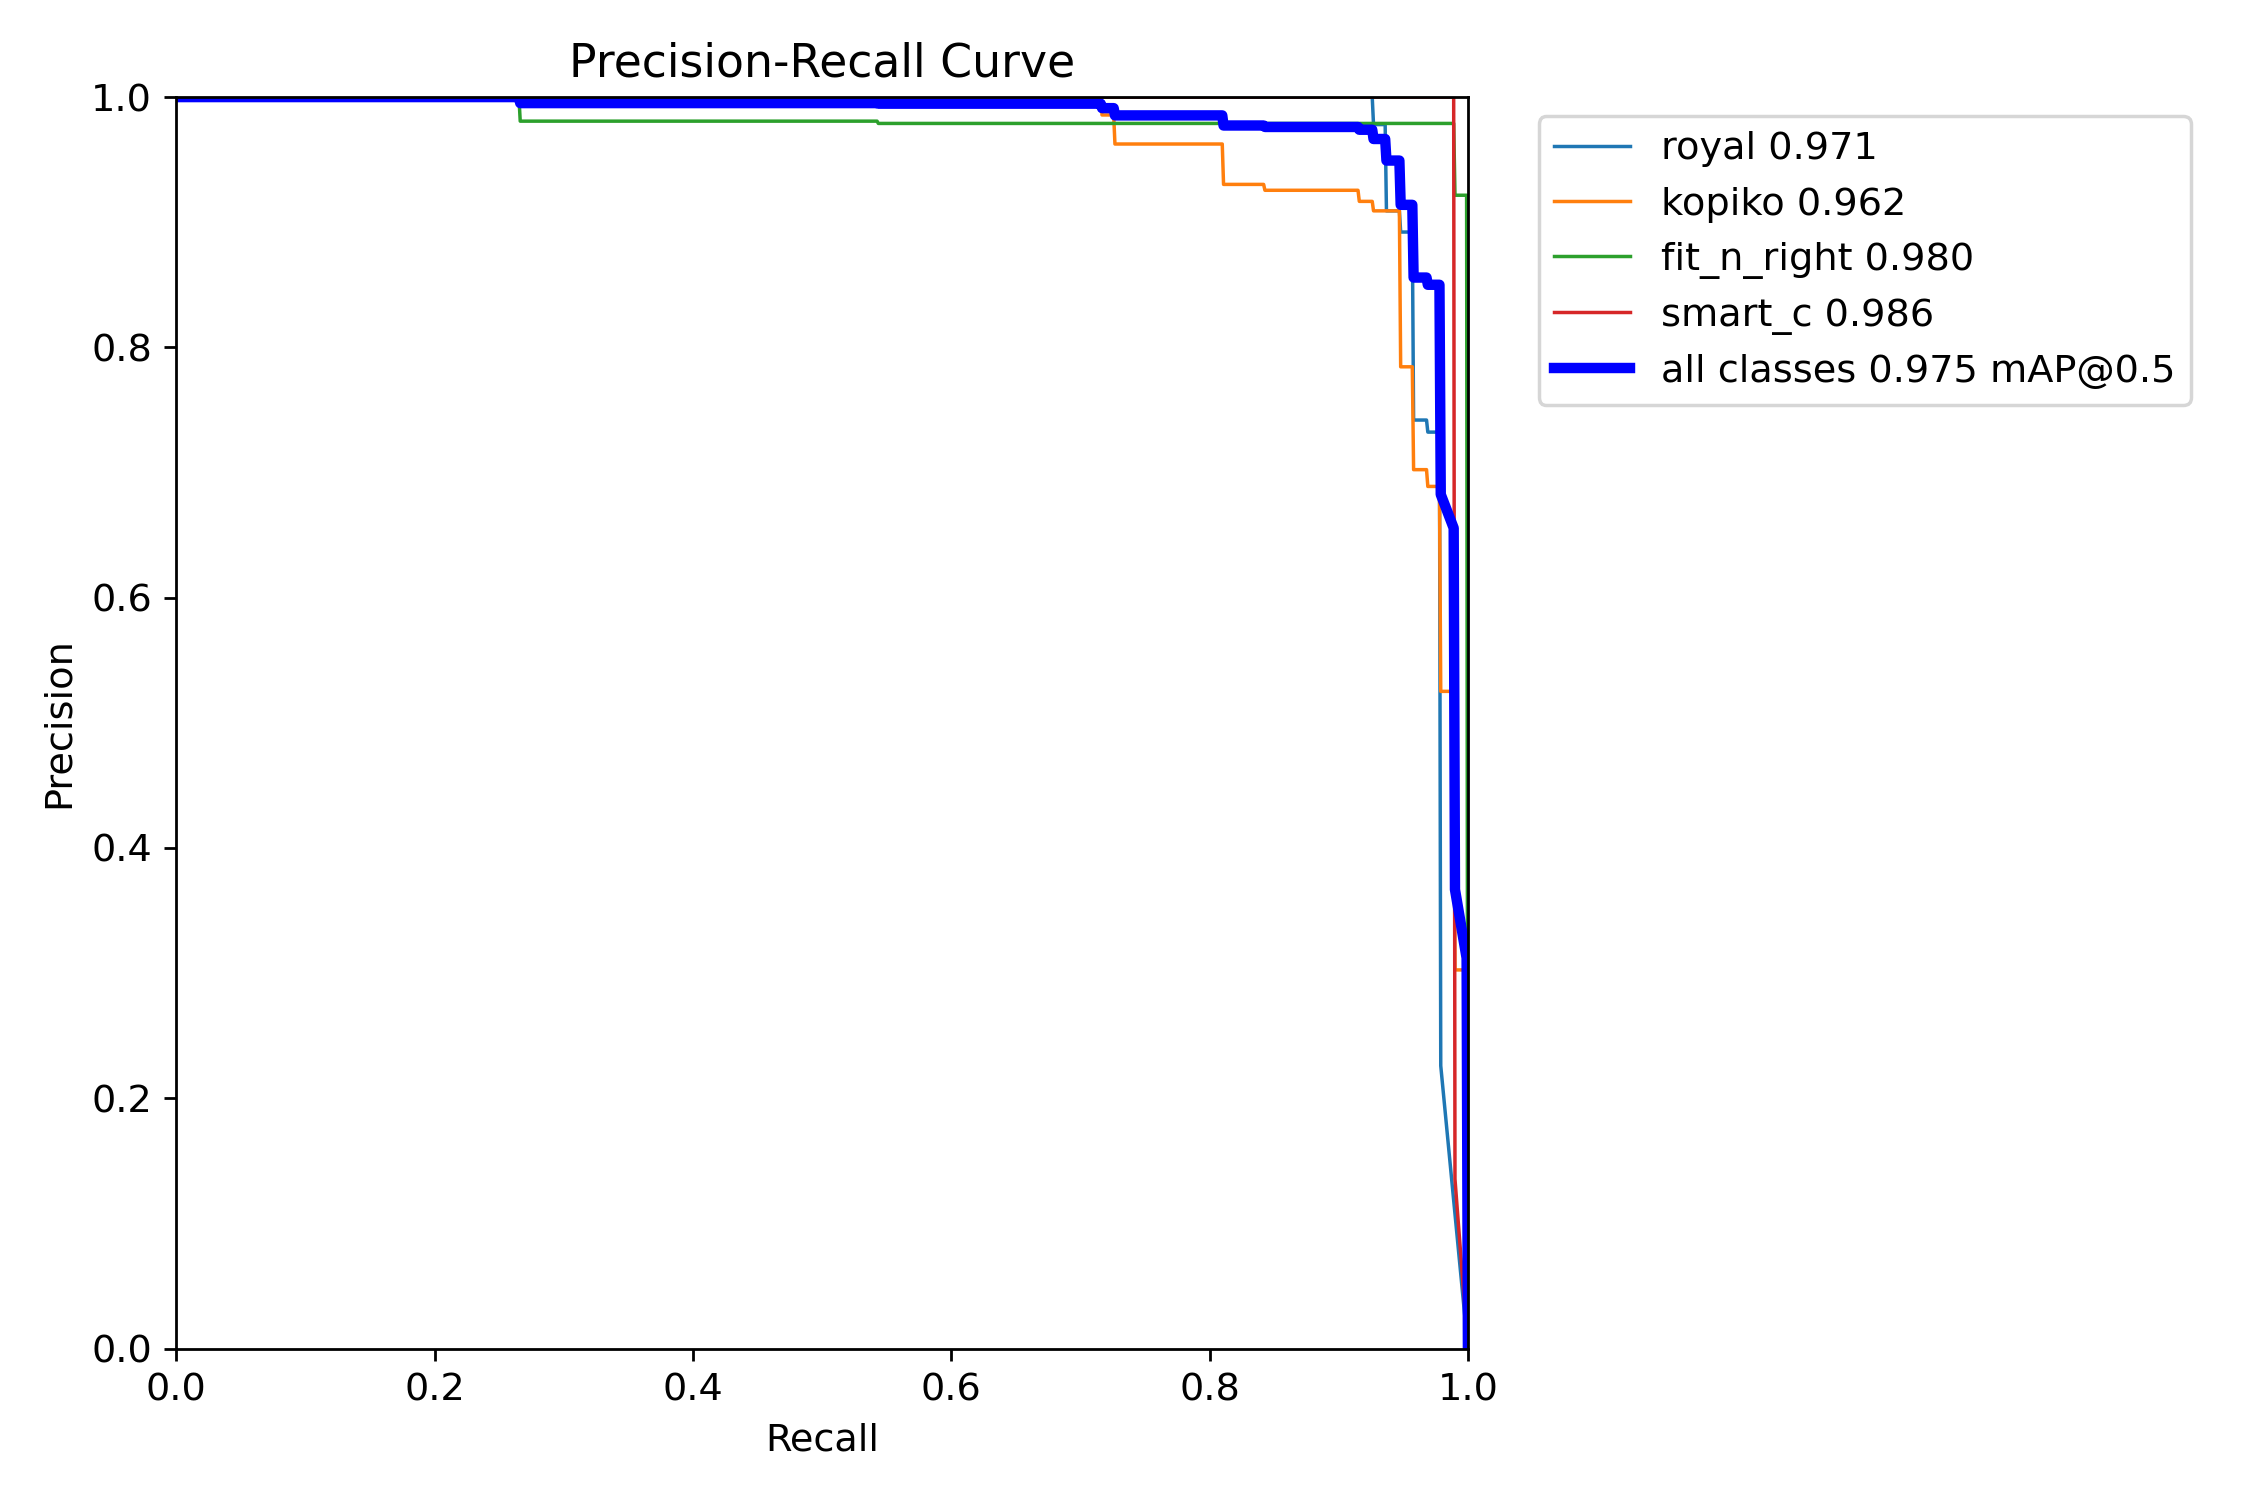 Precision-Recall Curve
1.0
0.8
0.6
0.4
0.2
0.0
Precision
0.0 0.2 0.4 0.6 0.8 1.0
Recall
royal 0.971
kopiko 0.962
fit_n_right 0.980
smart_c 0.986
all classes 0.975 mAP@0.5